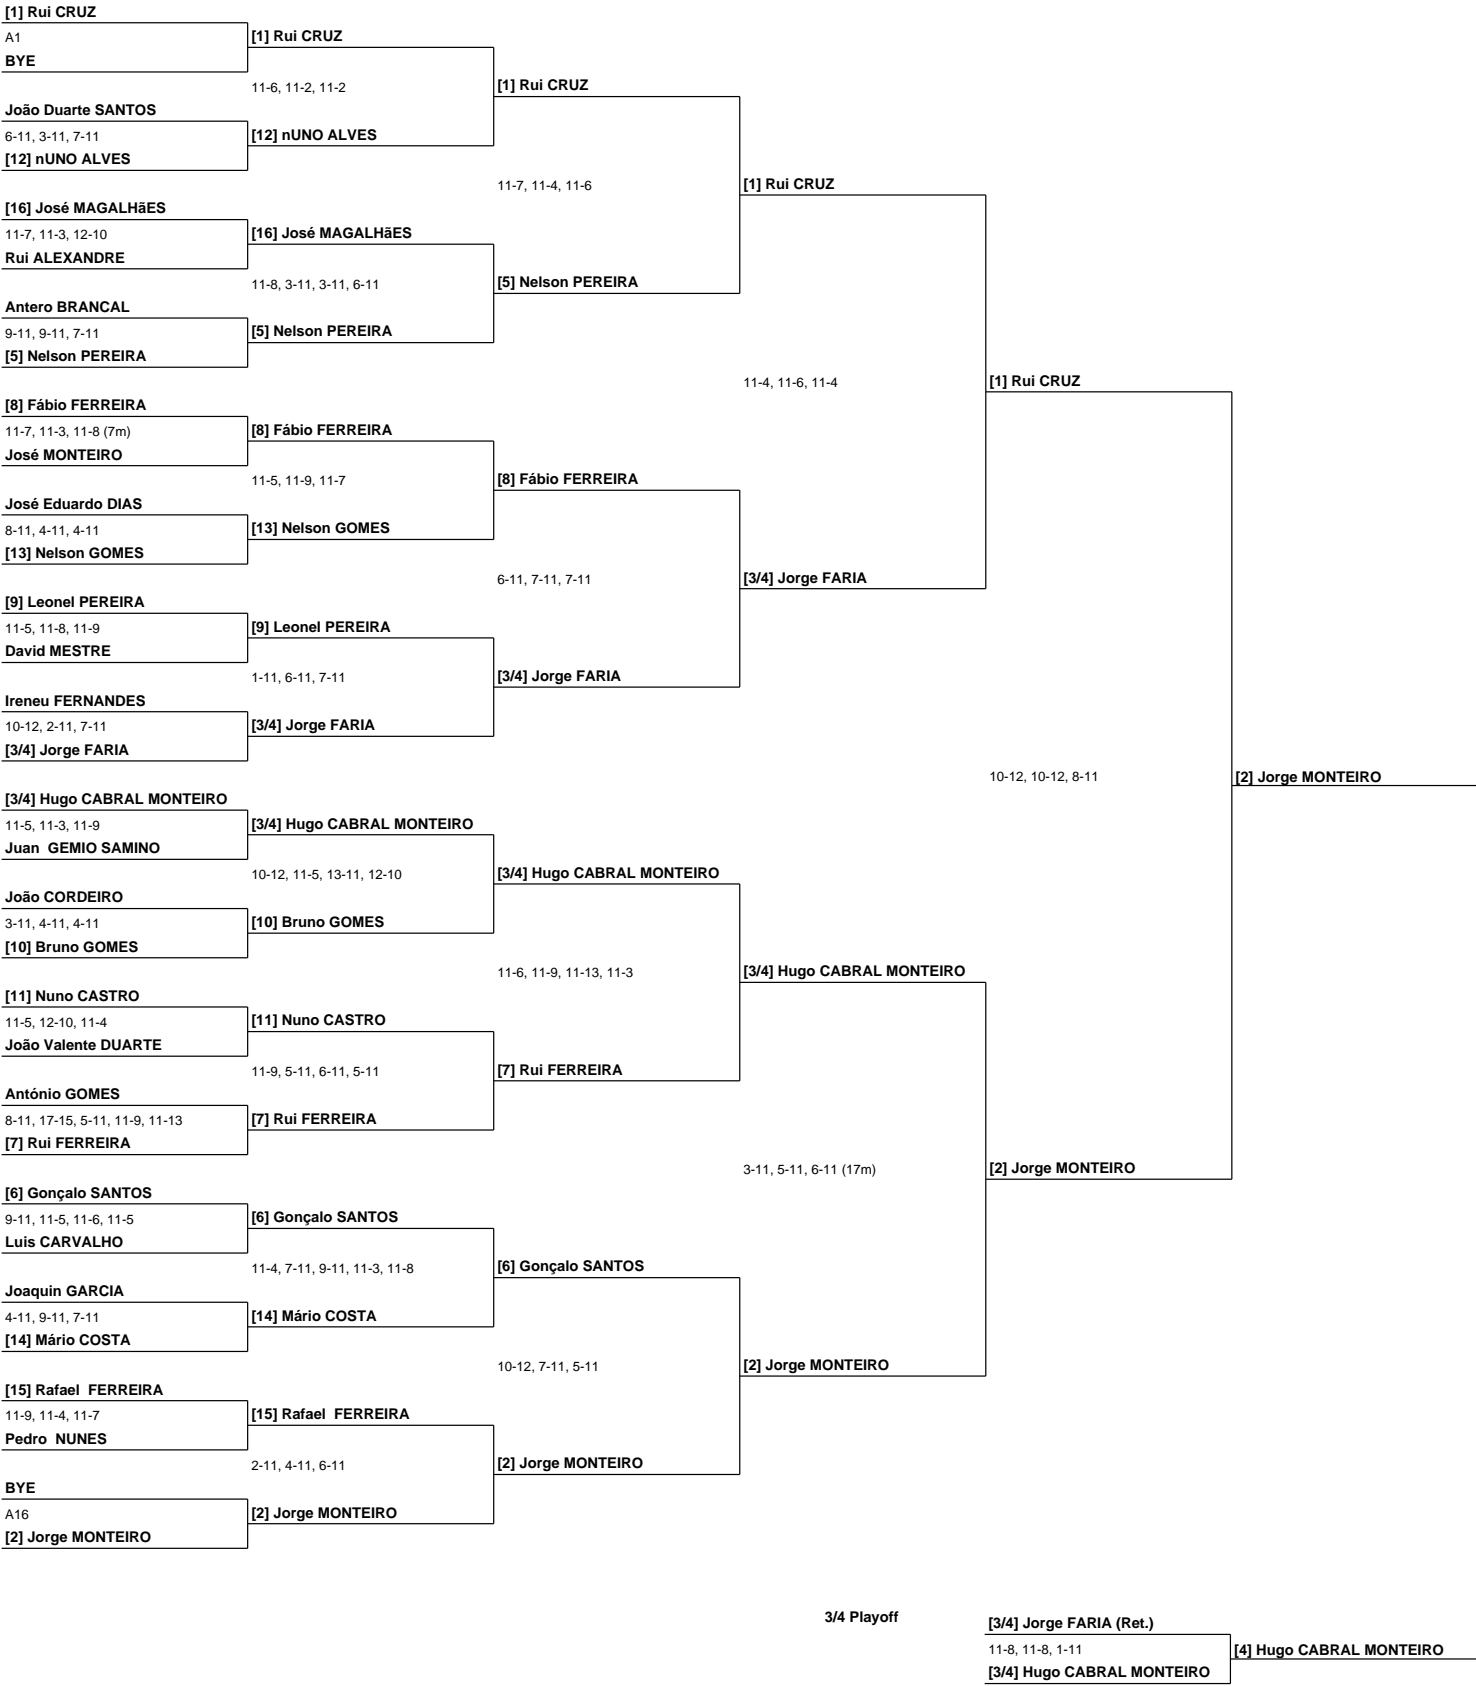 [1] Rui CRUZ
A1
BYE
João Duarte SANTOS
6-11, 3-11, 7-11
[12] nUNO ALVES
[16] José MAGALHãES
11-7, 11-3, 12-10
Rui ALEXANDRE
Antero BRANCAL
9-11, 9-11, 7-11
[5] Nelson PEREIRA
[8] Fábio FERREIRA
11-7, 11-3, 11-8 (7m)
José MONTEIRO
José Eduardo DIAS
8-11, 4-11, 4-11
[13] Nelson GOMES
[9] Leonel PEREIRA
11-5, 11-8, 11-9
David MESTRE
Ireneu FERNANDES
10-12, 2-11, 7-11
[3/4] Jorge FARIA
[3/4] Hugo CABRAL MONTEIRO
11-5, 11-3, 11-9
Juan  GEMIO SAMINO
João CORDEIRO
3-11, 4-11, 4-11
[10] Bruno GOMES
[11] Nuno CASTRO
11-5, 12-10, 11-4
João Valente DUARTE
António GOMES
8-11, 17-15, 5-11, 11-9, 11-13
[7] Rui FERREIRA
[6] Gonçalo SANTOS
9-11, 11-5, 11-6, 11-5
Luis CARVALHO
Joaquin GARCIA
4-11, 9-11, 7-11
[14] Mário COSTA
[15] Rafael  FERREIRA
11-9, 11-4, 11-7
Pedro  NUNES
BYE
A16
[2] Jorge MONTEIRO
[1] Rui CRUZ
11-6, 11-2, 11-2
[12] nUNO ALVES
[16] José MAGALHãES
11-8, 3-11, 3-11, 6-11
[5] Nelson PEREIRA
[8] Fábio FERREIRA
11-5, 11-9, 11-7
[13] Nelson GOMES
[9] Leonel PEREIRA
1-11, 6-11, 7-11
[3/4] Jorge FARIA
[3/4] Hugo CABRAL MONTEIRO
10-12, 11-5, 13-11, 12-10
[10] Bruno GOMES
[11] Nuno CASTRO
11-9, 5-11, 6-11, 5-11
[7] Rui FERREIRA
[6] Gonçalo SANTOS
11-4, 7-11, 9-11, 11-3, 11-8
[14] Mário COSTA
[15] Rafael  FERREIRA
2-11, 4-11, 6-11
[2] Jorge MONTEIRO
[1] Rui CRUZ
11-7, 11-4, 11-6
[5] Nelson PEREIRA
[8] Fábio FERREIRA
6-11, 7-11, 7-11
[3/4] Jorge FARIA
[3/4] Hugo CABRAL MONTEIRO
11-6, 11-9, 11-13, 11-3
[7] Rui FERREIRA
[6] Gonçalo SANTOS
10-12, 7-11, 5-11
[2] Jorge MONTEIRO
[1] Rui CRUZ
11-4, 11-6, 11-4
[3/4] Jorge FARIA
[3/4] Hugo CABRAL MONTEIRO
3-11, 5-11, 6-11 (17m)
[2] Jorge MONTEIRO
[1] Rui CRUZ
10-12, 10-12, 8-11
[2] Jorge MONTEIRO
[2] Jorge MONTEIRO
3/4 Playoff
[3/4] Jorge FARIA (Ret.)
11-8, 11-8, 1-11
[3/4] Hugo CABRAL MONTEIRO
[4] Hugo CABRAL MONTEIRO